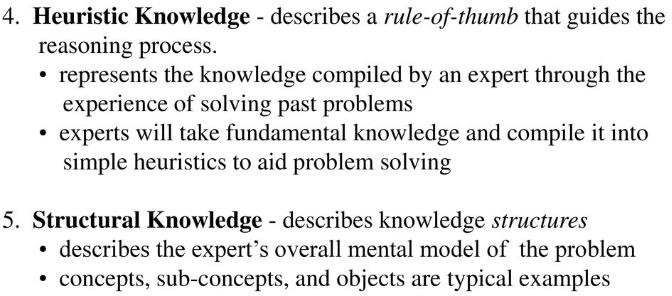 4. Heuristic Knowledge - describes a rule-of-thumb that guides the
reasoning process.
• represents the knowledge compiled by an expert through the
experience of solving past problems
• experts will take fundamental knowledge and compile it into
simple heuristics to aid problem solving
5. Structural Knowledge - describes knowledge structures
• describes the expert's overall mental model of the problem
• concepts, sub-concepts, and objects are typical examples